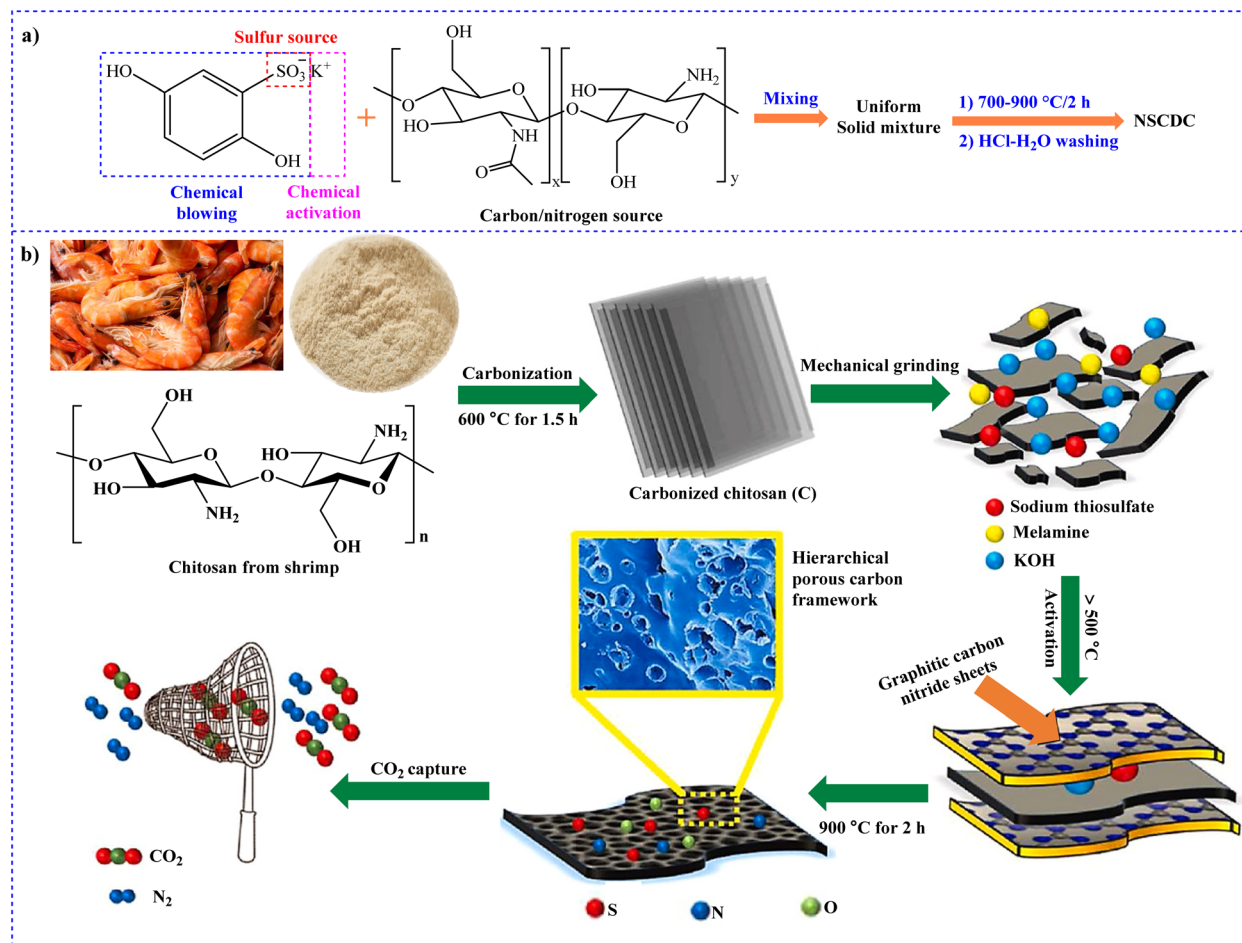 a)
Sulfur source
HO
SO3− K+
OH
Chemical
blowing
Chemical
activation
+
OH
O
O
HO
NH
O
x
O
NH2
HO
O
OH
y
Carbon/nitrogen source
Mixing
Uniform
Solid mixture
1) 700-900 °C/2 h
2) HCl-H2O washing
NSCDC
b)
OH
O
O
HO
NH2
O
HO
NH2
O
OH
n
Chitosan from shrimp
Carbonization
600 °C for 1.5 h
Carbonized chitosan (C)
Mechanical grinding
Sodium thiosulfate
Melamine
KOH
> 500 °C
Activation
Graphitic carbon
nitride sheets
900 °C for 2 h
Hierarchical
porous carbon
framework
S
N
O
CO2 capture
CO2
N2